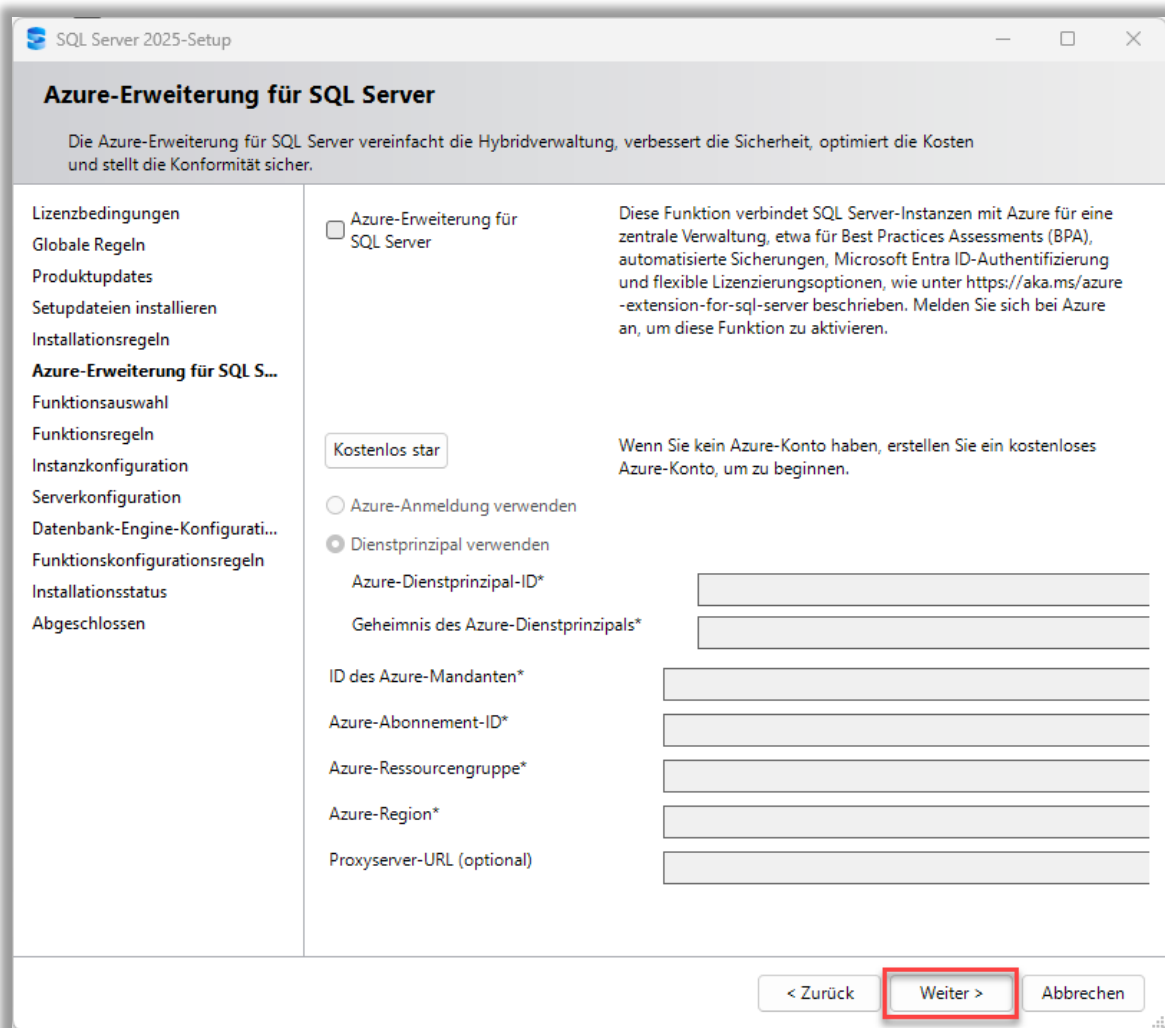 SQL Server 2025-Setup
Azure-Erweiterung für SQL Server
Die Azure-Erweiterung für SQL Server vereinfacht die Hybridverwaltung, verbessert die Sicherheit, optimiert die Kosten
und stellt die Konformität sicher.
Lizenzbedingungen
Globale Regeln
Produktupdates
Setupdateien installieren
Installationsregeln
Azure-Erweiterung für SQL S...
Funktionsauswahl
Funktionsregeln
Instanzkonfiguration
Serverkonfiguration
Datenbank-Engine-Konfigurati...
Funktionskonfigurationsregeln
Installationsstatus
Abgeschlossen
Azure-Erweiterung für
SQL Server
Diese Funktion verbindet SQL Server-Instanzen mit Azure für eine
zentrale Verwaltung, etwa für Best Practices Assessments (BPA),
automatisierte Sicherungen, Microsoft Entra ID-Authentifizierung
und flexible Lizenzierungsoptionen, wie unter https://aka.ms/azure
-extension-for-sql-server beschrieben. Melden Sie sich bei Azure
an, um diese Funktion zu aktivieren.
Kostenlos star
Wenn Sie kein Azure-Konto haben, erstellen Sie ein kostenloses
Azure-Konto, um zu beginnen.
Azure-Anmeldung verwenden
Dienstprinzipal verwenden
Azure-Dienstprinzipal-ID*
Geheimnis des Azure-Dienstprinzipals*
ID des Azure-Mandanten*
Azure-Abonnement-ID*
Azure-Ressourcengruppe*
Azure-Region*
Proxyserver-URL (optional)
< Zurück
Weiter >
Abbrechen